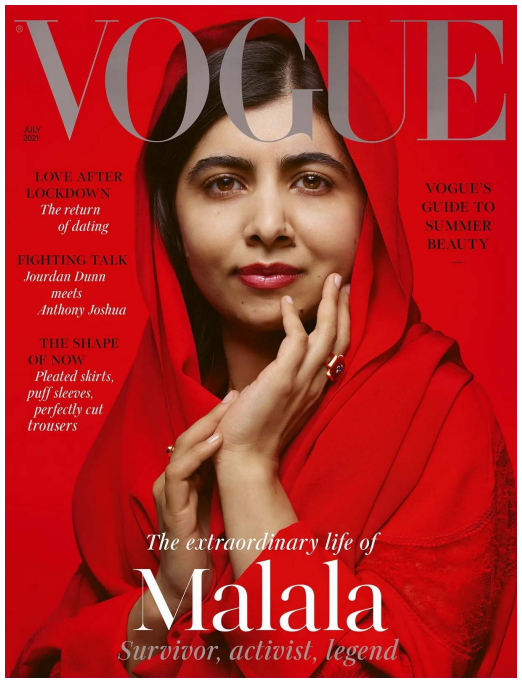 VOGUE
®
JULY
2021
LOVE AFTER
LOCKDOWN
The return
of dating
FIGHTING TALK
Jourdan Dunn
meets
Anthony Joshua
THE SHAPE
OF NOW
Pleated skirts,
puff sleeves,
perfectly cut
trousers
VOGUE'S
GUIDE TO
SUMMER
BEAUTY
The extraordinary life of
Malala
Survivor, activist, legend